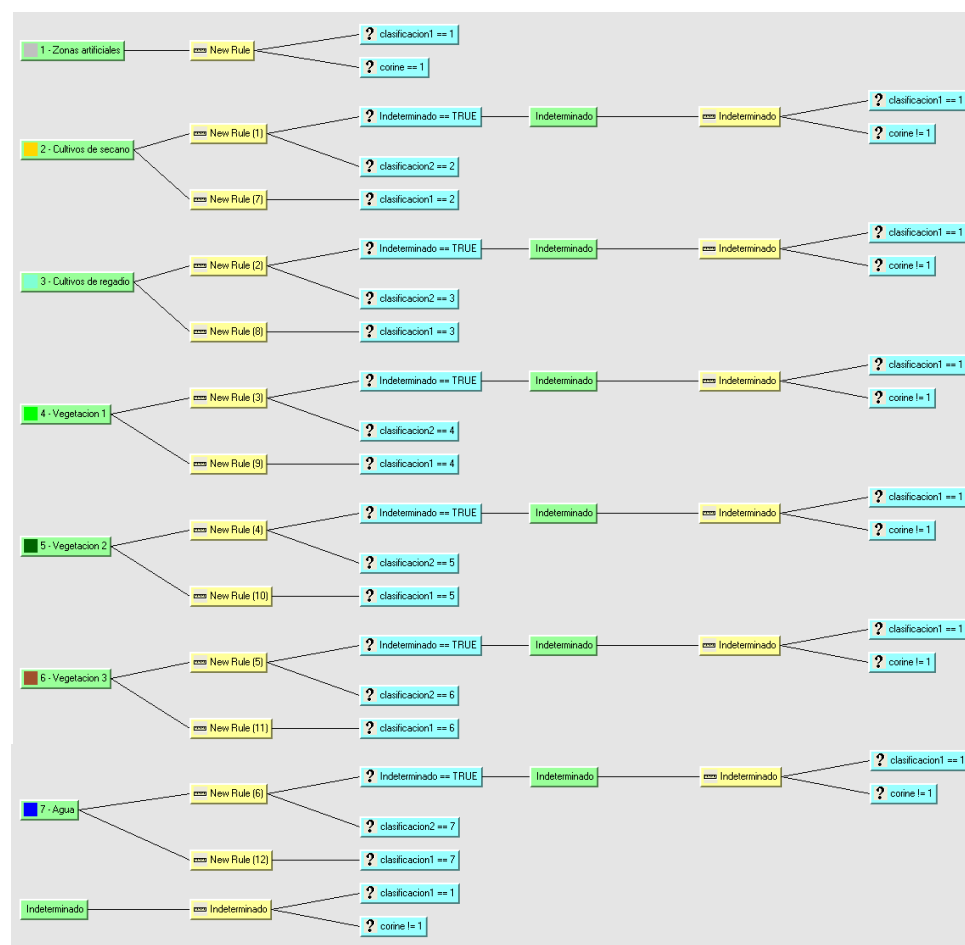 clasificacion1 == 1
1 - Zonas artificiales
New Rule
corine == 1
clasificacion1 == 1
Indeterminado == TRUE
Indeterminado
Indeterminado
New Rule (1)
corine != 1
2 - Cultivos de secano
clasificacion2 == 2
New Rule (7)
clasificacion1 == 2
clasificacion1 == 1
Indeterminado == TRUE
Indeterminado
Indeterminado
New Rule (2)
corine != 1
3 - Cultivos de regadio
clasificacion2 == 3
New Rule (8)
clasificacion1 == 3
clasificacion1 == 1
Indeterminado == TRUE
Indeterminado
Indeterminado
New Rule (3)
corine != 1
4 - Vegetacion 1
clasificacion2 == 4
New Rule (9)
clasificacion1 == 4
clasificacion1 == 1
Indeterminado == TRUE
Indeterminado
Indeterminado
New Rule (4)
corine != 1
5 - Vegetacion 2
clasificacion2 == 5
New Rule (10)
clasificacion1 == 5
clasificacion1 == 1
Indeterminado == TRUE
Indeterminado
Indeterminado
New Rule (5)
corine != 1
6 - Vegetacion 3
clasificacion2 == 6
New Rule (11)
clasificacion1 == 6
clasificacion1 == 1
Indeterminado == TRUE
Indeterminado
Indeterminado
New Rule (6)
corine != 1
7 - Agua
clasificacion2 == 7
New Rule (12)
clasificacion1 == 7
clasificacion1 == 1
Indeterminado
Indeterminado
corine != 1